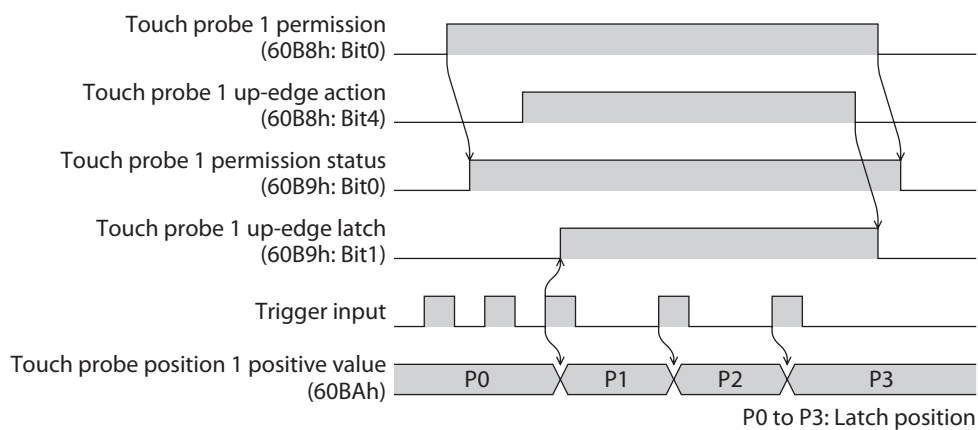 Touch probe 1 permission
(60B8h: Bit0)
Touch probe 1 up-edge action
(60B8h: Bit4)
Touch probe 1 permission status
(60B9h: Bit0)
Touch probe 1 up-edge latch
(60B9h: Bit1)
Trigger input
Touch probe position 1 positive value
(60BAh)
P0 P1 P2 P3
P0 to P3: Latch position